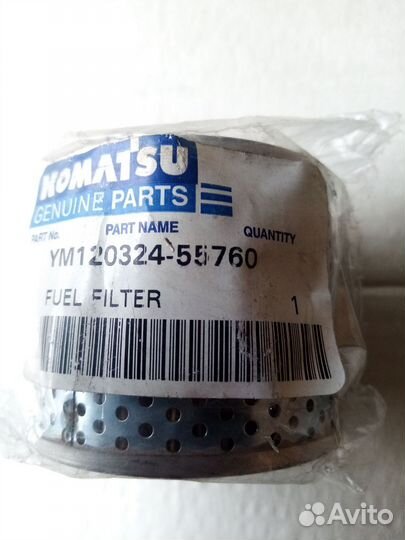 KOMATSU
GENUINE PARTS
PART No. PART NAME QUANTITY
YM120324-55760
FUEL FILTER 1
Avito